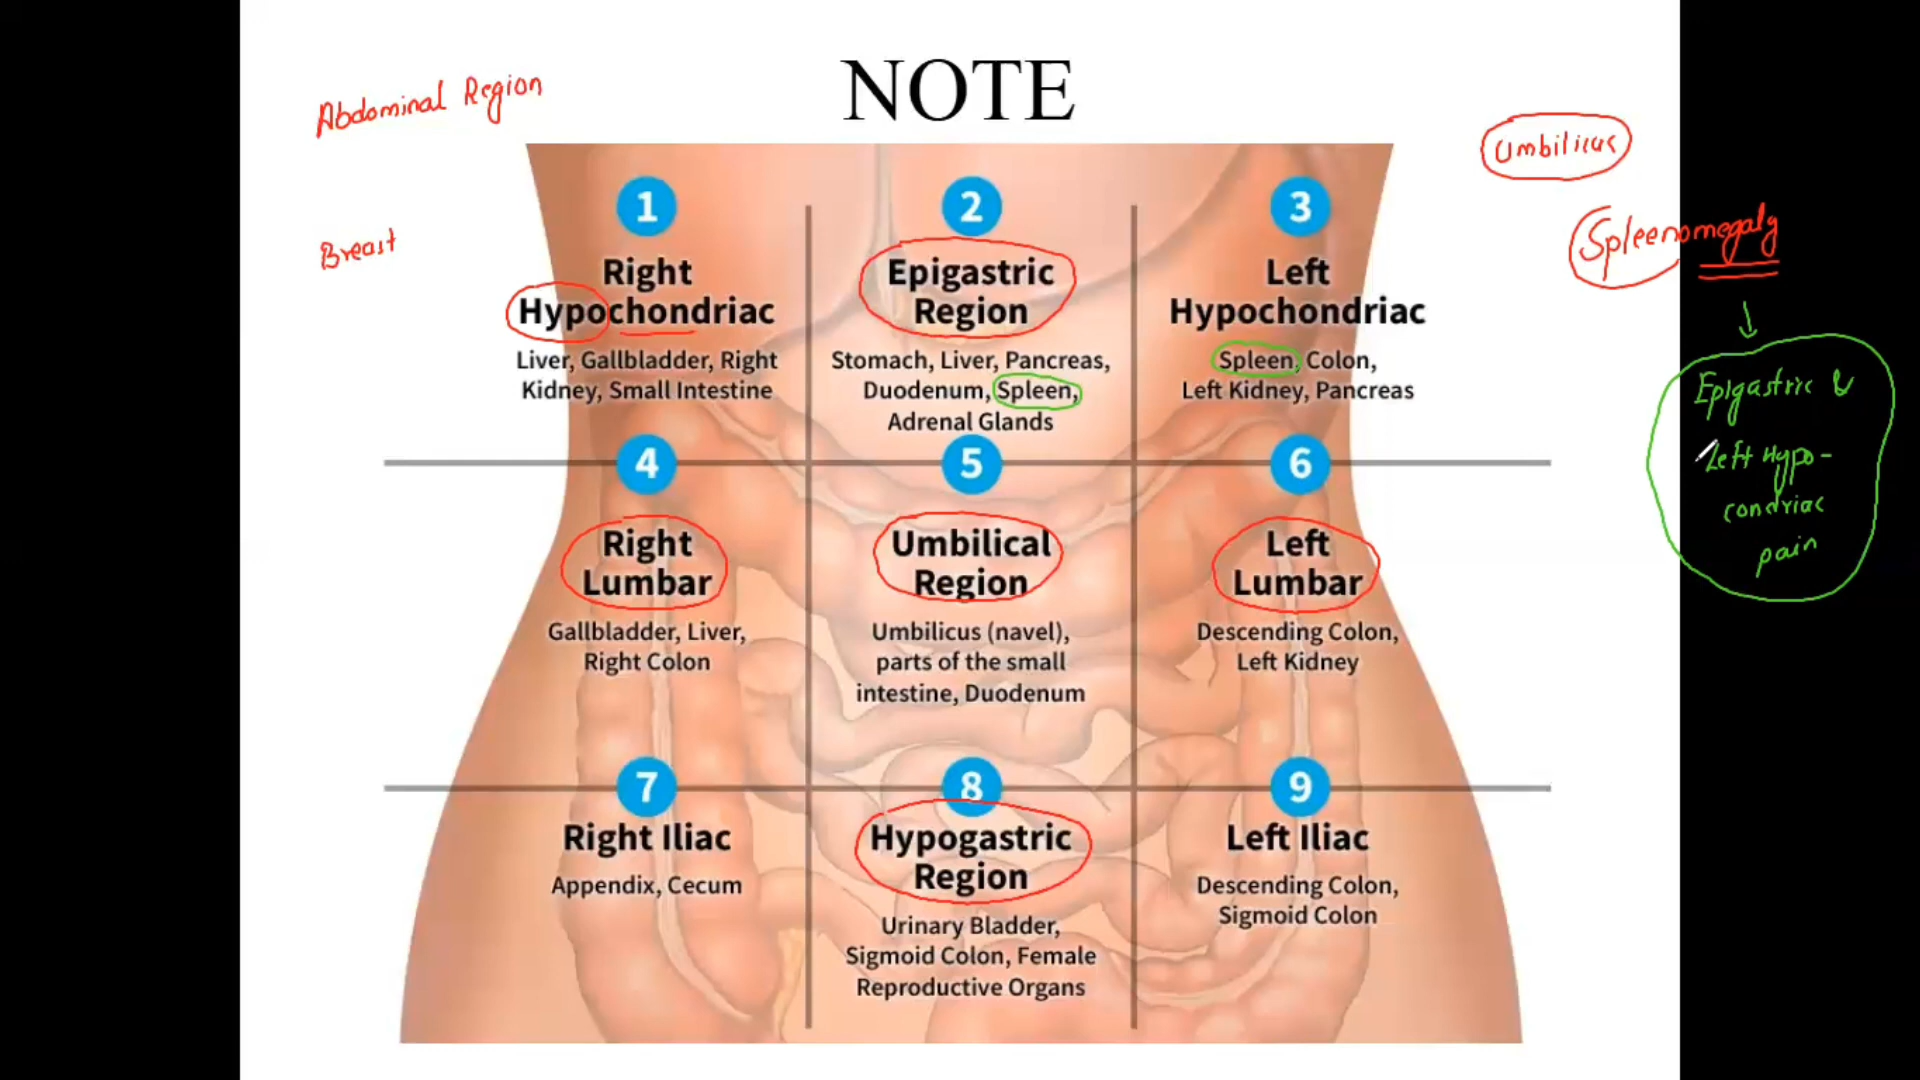 NOTE
Abdominal Region
Umbilicus
Spleenomegaly
Breast
1
Right
Hypochondriac
Liver, Gallbladder, Right
Kidney, Small Intestine
2
Epigastric
Region
Stomach, Liver, Pancreas,
Duodenum, Spleen,
Adrenal Glands
3
Left
Hypochondriac
Spleen, Colon,
Left Kidney, Pancreas
Epigastric &
Left Hypo-
condriac
pain
4
Right
Lumbar
Gallbladder, Liver,
Right Colon
5
Umbilical
Region
Umbilicus (navel),
parts of the small
intestine, Duodenum
6
Left
Lumbar
Descending Colon,
Left Kidney
7
Right Iliac
Appendix, Cecum
8
Hypogastric
Region
Urinary Bladder,
Sigmoid Colon, Female
Reproductive Organs
9
Left Iliac
Descending Colon,
Sigmoid Colon